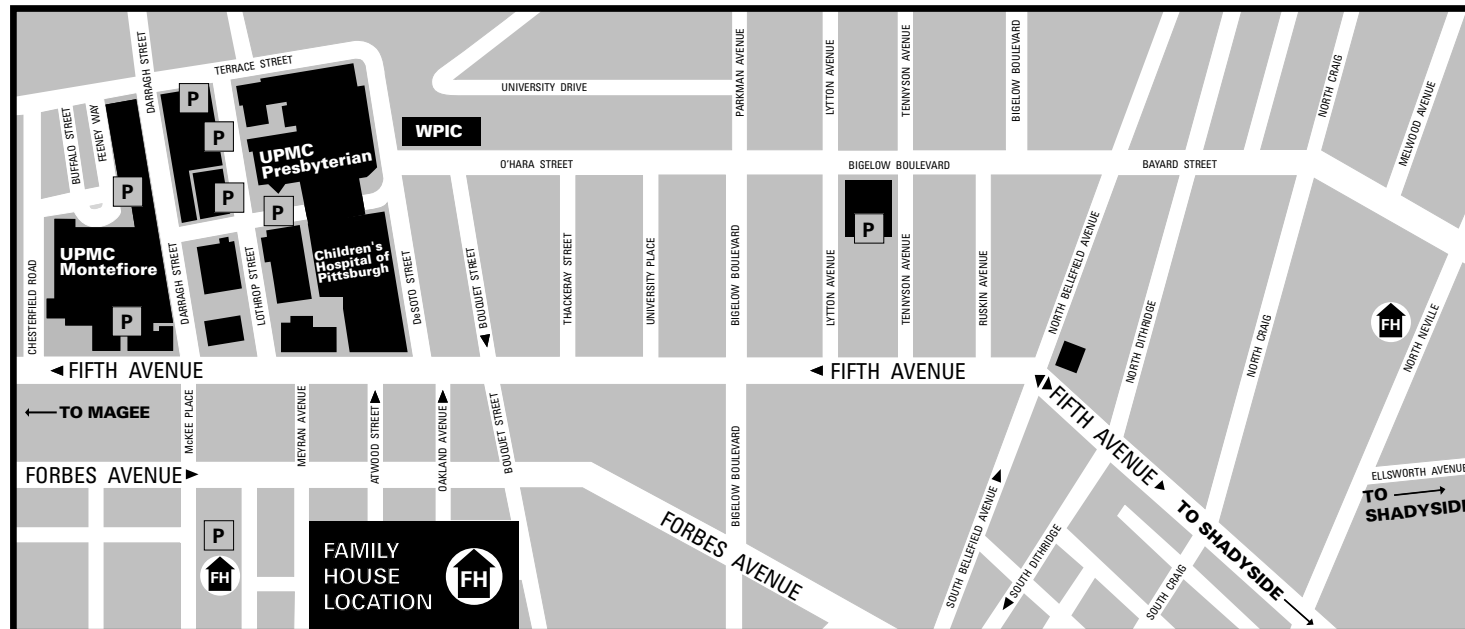 DARRAGH STREET
TERRACE STREET
BUFFALO STREET
FEENEY WAY
P
P
P
P
P
UPMC
Presbyterian
WPIC
UNIVERSITY DRIVE
PARKMAN AVENUE
LYTTON AVENUE
TENNYSON AVENUE
BIGELOW BOULEVARD
NORTH CRAIG
MELWOOD AVENUE
O'HARA STREET
BIGELOW BOULEVARD
BAYARD STREET
CHESTERFIELD ROAD
UPMC
Montefiore
P
DARRAGH STREET
LOTHROP STREET
Children's
Hospital of
Pittsburgh
DeSOTO STREET
BOUQUET STREET
THACKERAY STREET
UNIVERSITY PLACE
BIGELOW BOULEVARD
P
LYTTON AVENUE
TENNYSON AVENUE
RUSKIN AVENUE
NORTH BELLEFIELD AVENUE
NORTH DITHRIDGE
NORTH CRAIG
FH
NORTH NEVILLE
FIFTH AVENUE
FIFTH AVENUE
FIFTH AVENUE
TO MAGEE
McKEE PLACE
MEYRAN AVENUE
ATWOOD STREET
OAKLAND AVENUE
BOUQUET STREET
BIGELOW BOULEVARD
FORBES AVENUE
FORBES AVENUE
SOUTH BELLEFIELD AVENUE
SOUTH DITHRIDGE
SOUTH CRAIG
TO SHADYSIDE
ELLSWORTH AVENUE
TO
SHADYSIDE
P
FH
FAMILY
HOUSE
LOCATION
FH